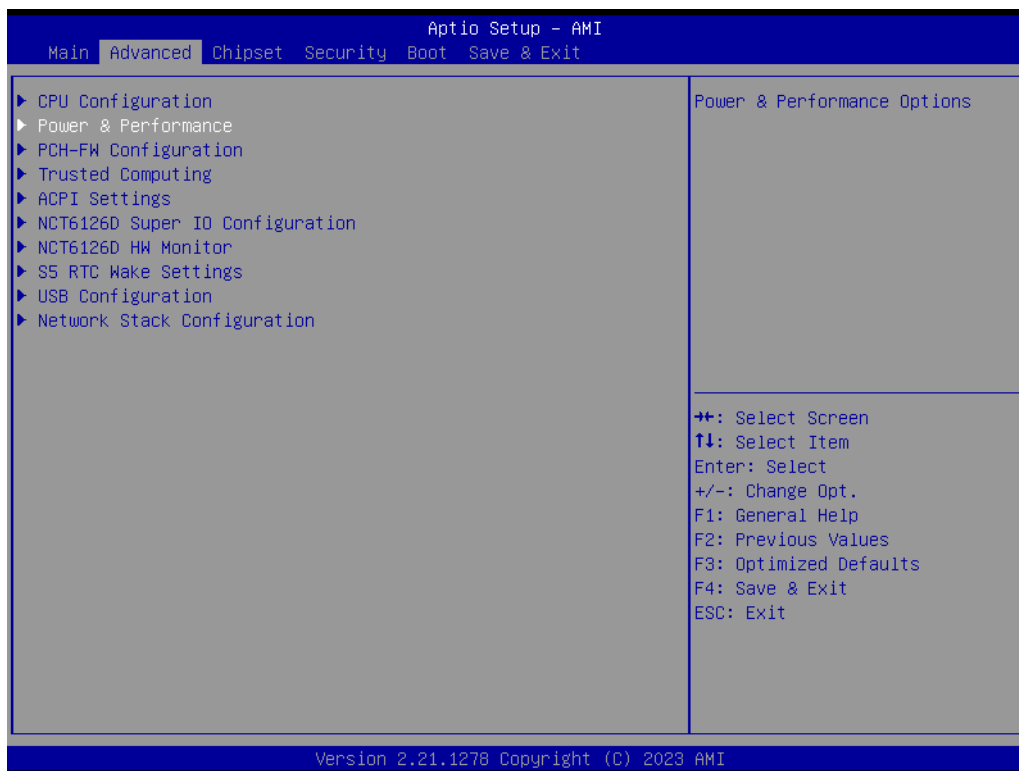 Aptio Setup – AMI
Main Advanced Chipset Security Boot Save & Exit
▶ CPU Configuration
▶ Power & Performance
▶ PCH-FW Configuration
▶ Trusted Computing
▶ ACPI Settings
▶ NCT6126D Super IO Configuration
▶ NCT6126D HW Monitor
▶ S5 RTC Wake Settings
▶ USB Configuration
▶ Network Stack Configuration
Power & Performance Options
→←: Select Screen
↑↓: Select Item
Enter: Select
+/-: Change Opt.
F1: General Help
F2: Previous Values
F3: Optimized Defaults
F4: Save & Exit
ESC: Exit
Version 2.21.1278 Copyright (C) 2023 AMI